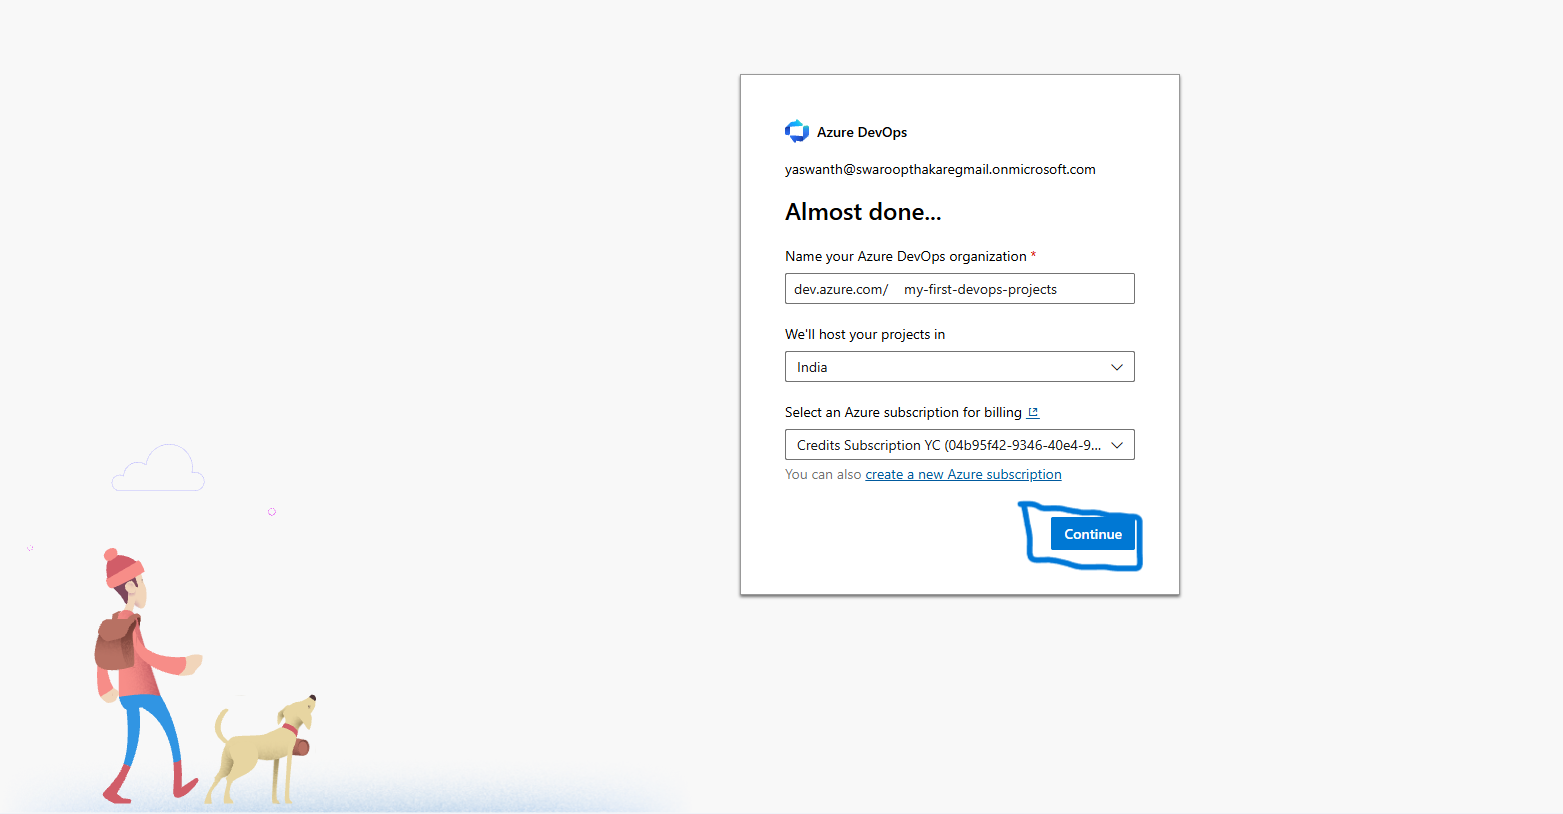 Azure DevOps
yaswanth@swaroopthakaregmail.onmicrosoft.com
Almost done...
Name your Azure DevOps organization *
dev.azure.com/ my-first-devops-projects
We'll host your projects in
India
Select an Azure subscription for billing
Credits Subscription YC (04b95f42-9346-40e4-9...
You can also create a new Azure subscription
Continue